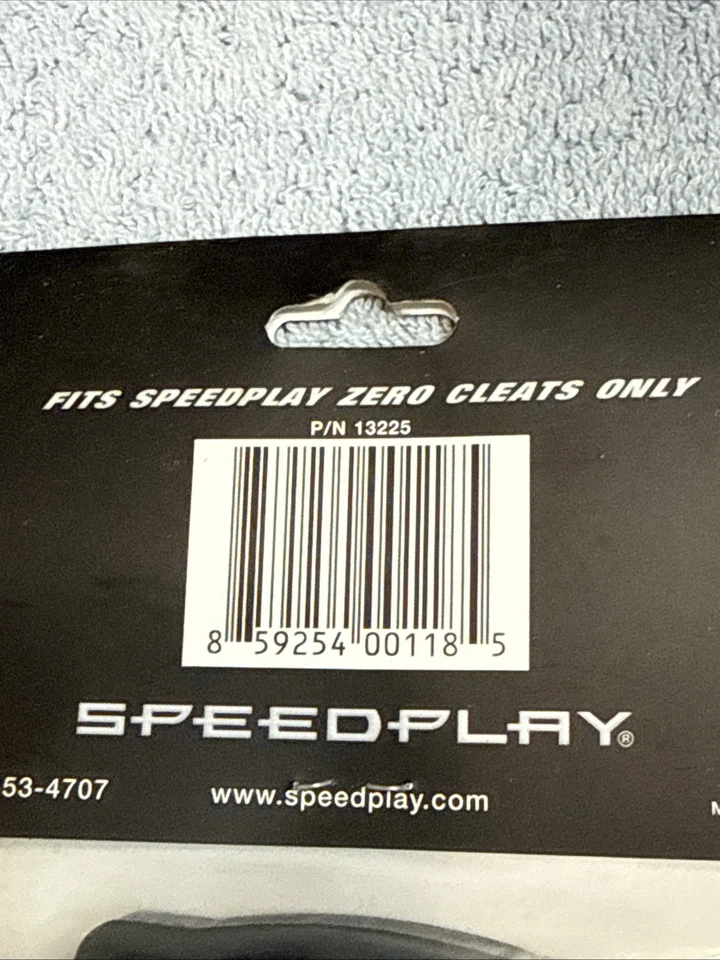 FITS SPEEDPLAY ZERO CLEATS ONLY
P/N 13225
8 59254 00118 5
SPEEDPLAY®
53-4707
www.speedplay.com